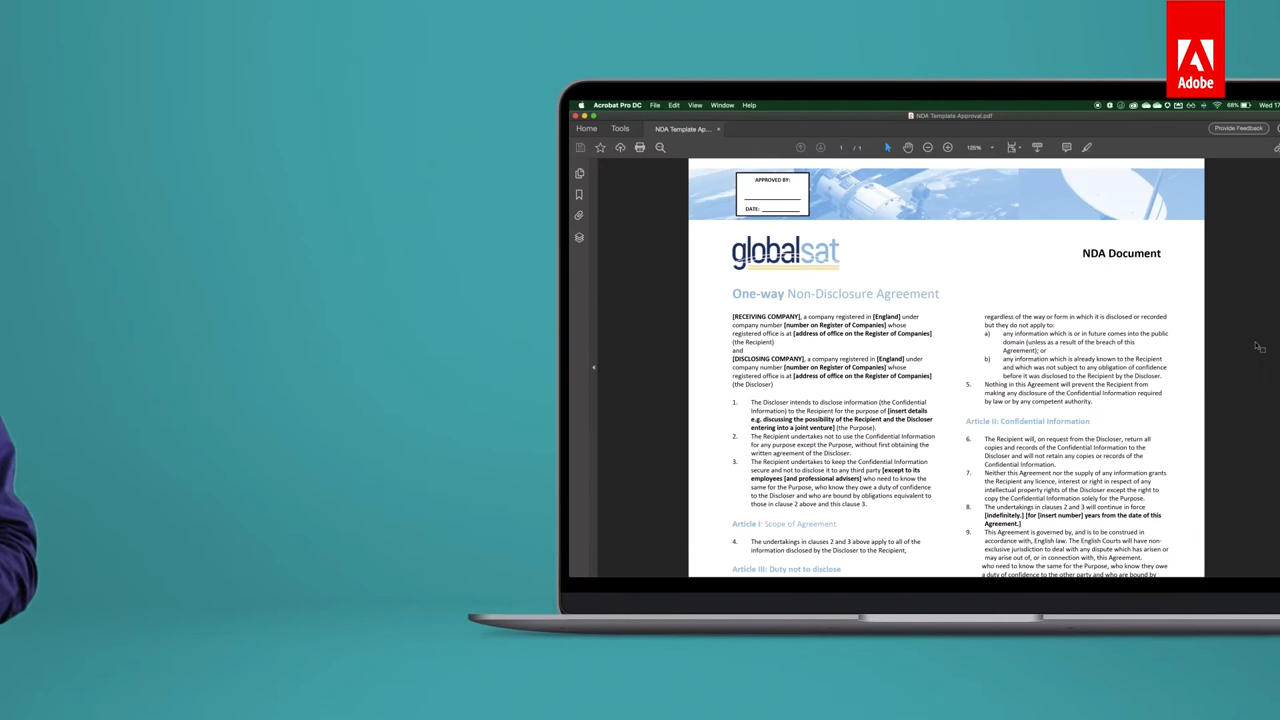 Adobe
Acrobat Pro DC File Edit View Window Help 68% Wed 17
NDA Template Approval.pdf
Home Tools NDA Template Ap... × Provide Feedback
1 / 1 125%
APPROVED BY:
DATE:
globalsat
NDA Document
One-way Non-Disclosure Agreement
[RECEIVING COMPANY], a company registered in [England] under
company number [number on Register of Companies] whose
registered office is at [address of office on the Register of Companies]
(the Recipient)
and
[DISCLOSING COMPANY], a company registered in [England] under
company number [number on Register of Companies] whose
registered office is at [address of office on the Register of Companies]
(the Discloser)
1. The Discloser intends to disclose information (the Confidential
Information) to the Recipient for the purpose of [insert details
e.g. discussing the possibility of the Recipient and the Discloser
entering into a joint venture] (the Purpose).
2. The Recipient undertakes not to use the Confidential Information
for any purpose except the Purpose, without first obtaining the
written agreement of the Discloser.
3. The Recipient undertakes to keep the Confidential Information
secure and not to disclose it to any third party [except to its
employees [and professional advisers] who need to know the
same for the Purpose, who know they owe a duty of confidence
to the Discloser and who are bound by obligations equivalent to
those in clause 2 above and this clause 3.
Article I: Scope of Agreement
4. The undertakings in clauses 2 and 3 above apply to all of the
information disclosed by the Discloser to the Recipient,
Article III: Duty not to disclose
regardless of the way or form in which it is disclosed or recorded
but they do not apply to:
a) any information which is or in future comes into the public
domain (unless as a result of the breach of this
Agreement); or
b) any information which is already known to the Recipient
and which was not subject to any obligation of confidence
before it was disclosed to the Recipient by the Discloser.
5. Nothing in this Agreement will prevent the Recipient from
making any disclosure of the Confidential Information required
by law or by any competent authority.
Article II: Confidential Information
6. The Recipient will, on request from the Discloser, return all
copies and records of the Confidential Information to the
Discloser and will not retain any copies or records of the
Confidential Information.
7. Neither this Agreement nor the supply of any information grants
the Recipient any licence, interest or right in respect of any
intellectual property rights of the Discloser except the right to
copy the Confidential Information solely for the Purpose.
8. The undertakings in clauses 2 and 3 will continue in force
[indefinitely.] [for [insert number] years from the date of this
Agreement.]
9. This Agreement is governed by, and is to be construed in
accordance with, English law. The English Courts will have non-
exclusive jurisdiction to deal with any dispute which has arisen or
may arise out of, or in connection with, this Agreement.
who need to know the same for the Purpose, who know they owe
a duty of confidence to the other party and who are bound by